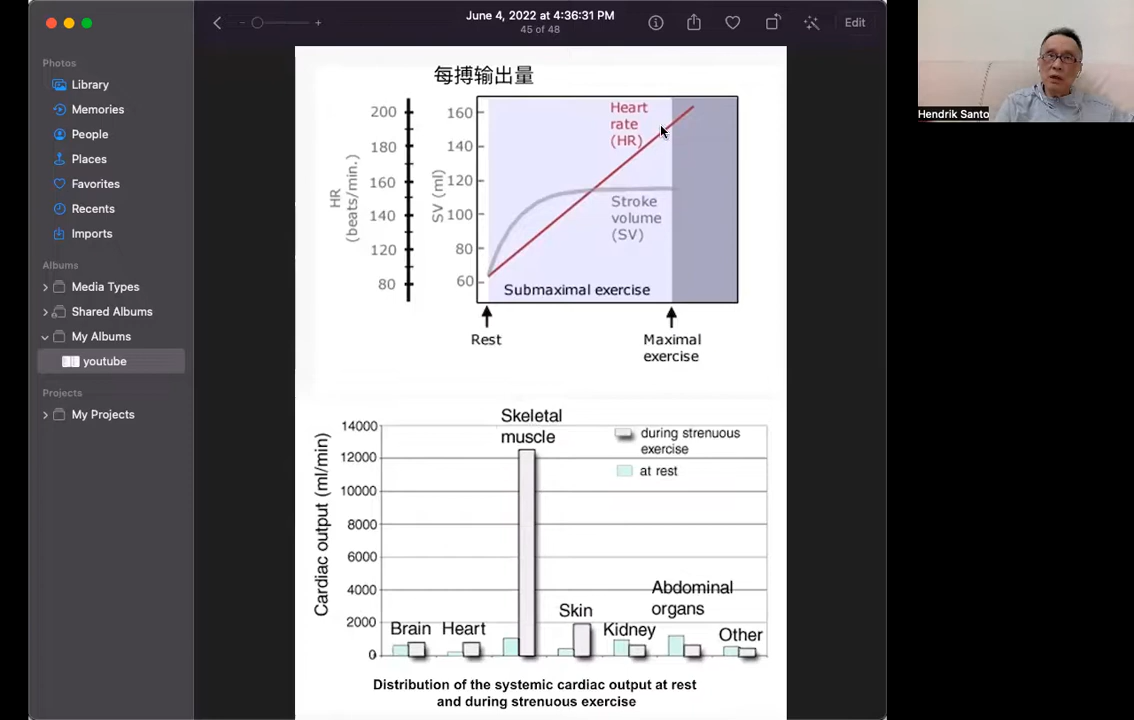 June 4, 2022 at 4:36:31 PM
45 of 48
Edit
Photos
Library
Memories
People
Places
Favorites
Recents
Imports
Albums
Media Types
Shared Albums
My Albums
youtube
Projects
My Projects
每搏输出量
HR
(beats/min.)
200
180
160
140
120
80
SV (ml)
160
140
120
100
80
60
Heart
rate
(HR)
Stroke
volume
(SV)
Submaximal exercise
Rest
Maximal
exercise
Cardiac output (ml/min)
14000
12000
10000
8000
6000
4000
2000
0
Skeletal
muscle
during strenuous
exercise
at rest
Brain
Heart
Skin
Kidney
Abdominal
organs
Other
Distribution of the systemic cardiac output at rest
and during strenuous exercise
Hendrik Santo